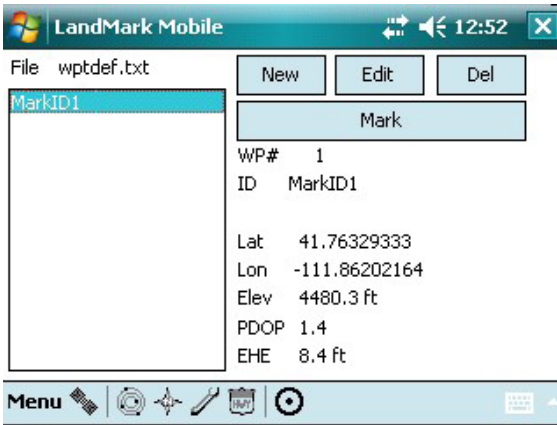 LandMark Mobile 12:52
File wptdef.txt
New Edit Del
MarkID1
Mark
WP# 1
ID MarkID1
Lat 41.76329333
Lon -111.86202164
Elev 4480.3 ft
PDOP 1.4
EHE 8.4 ft
Menu HWY